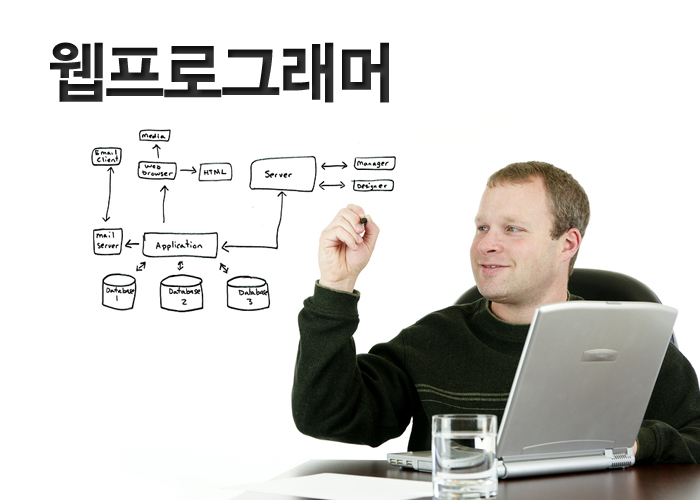 웹프로그래머
Media
Email
Client
Web
browser
HTML
Server
Manager
Designer
Mail
Server
Application
Database
1
Database
2
Database
3